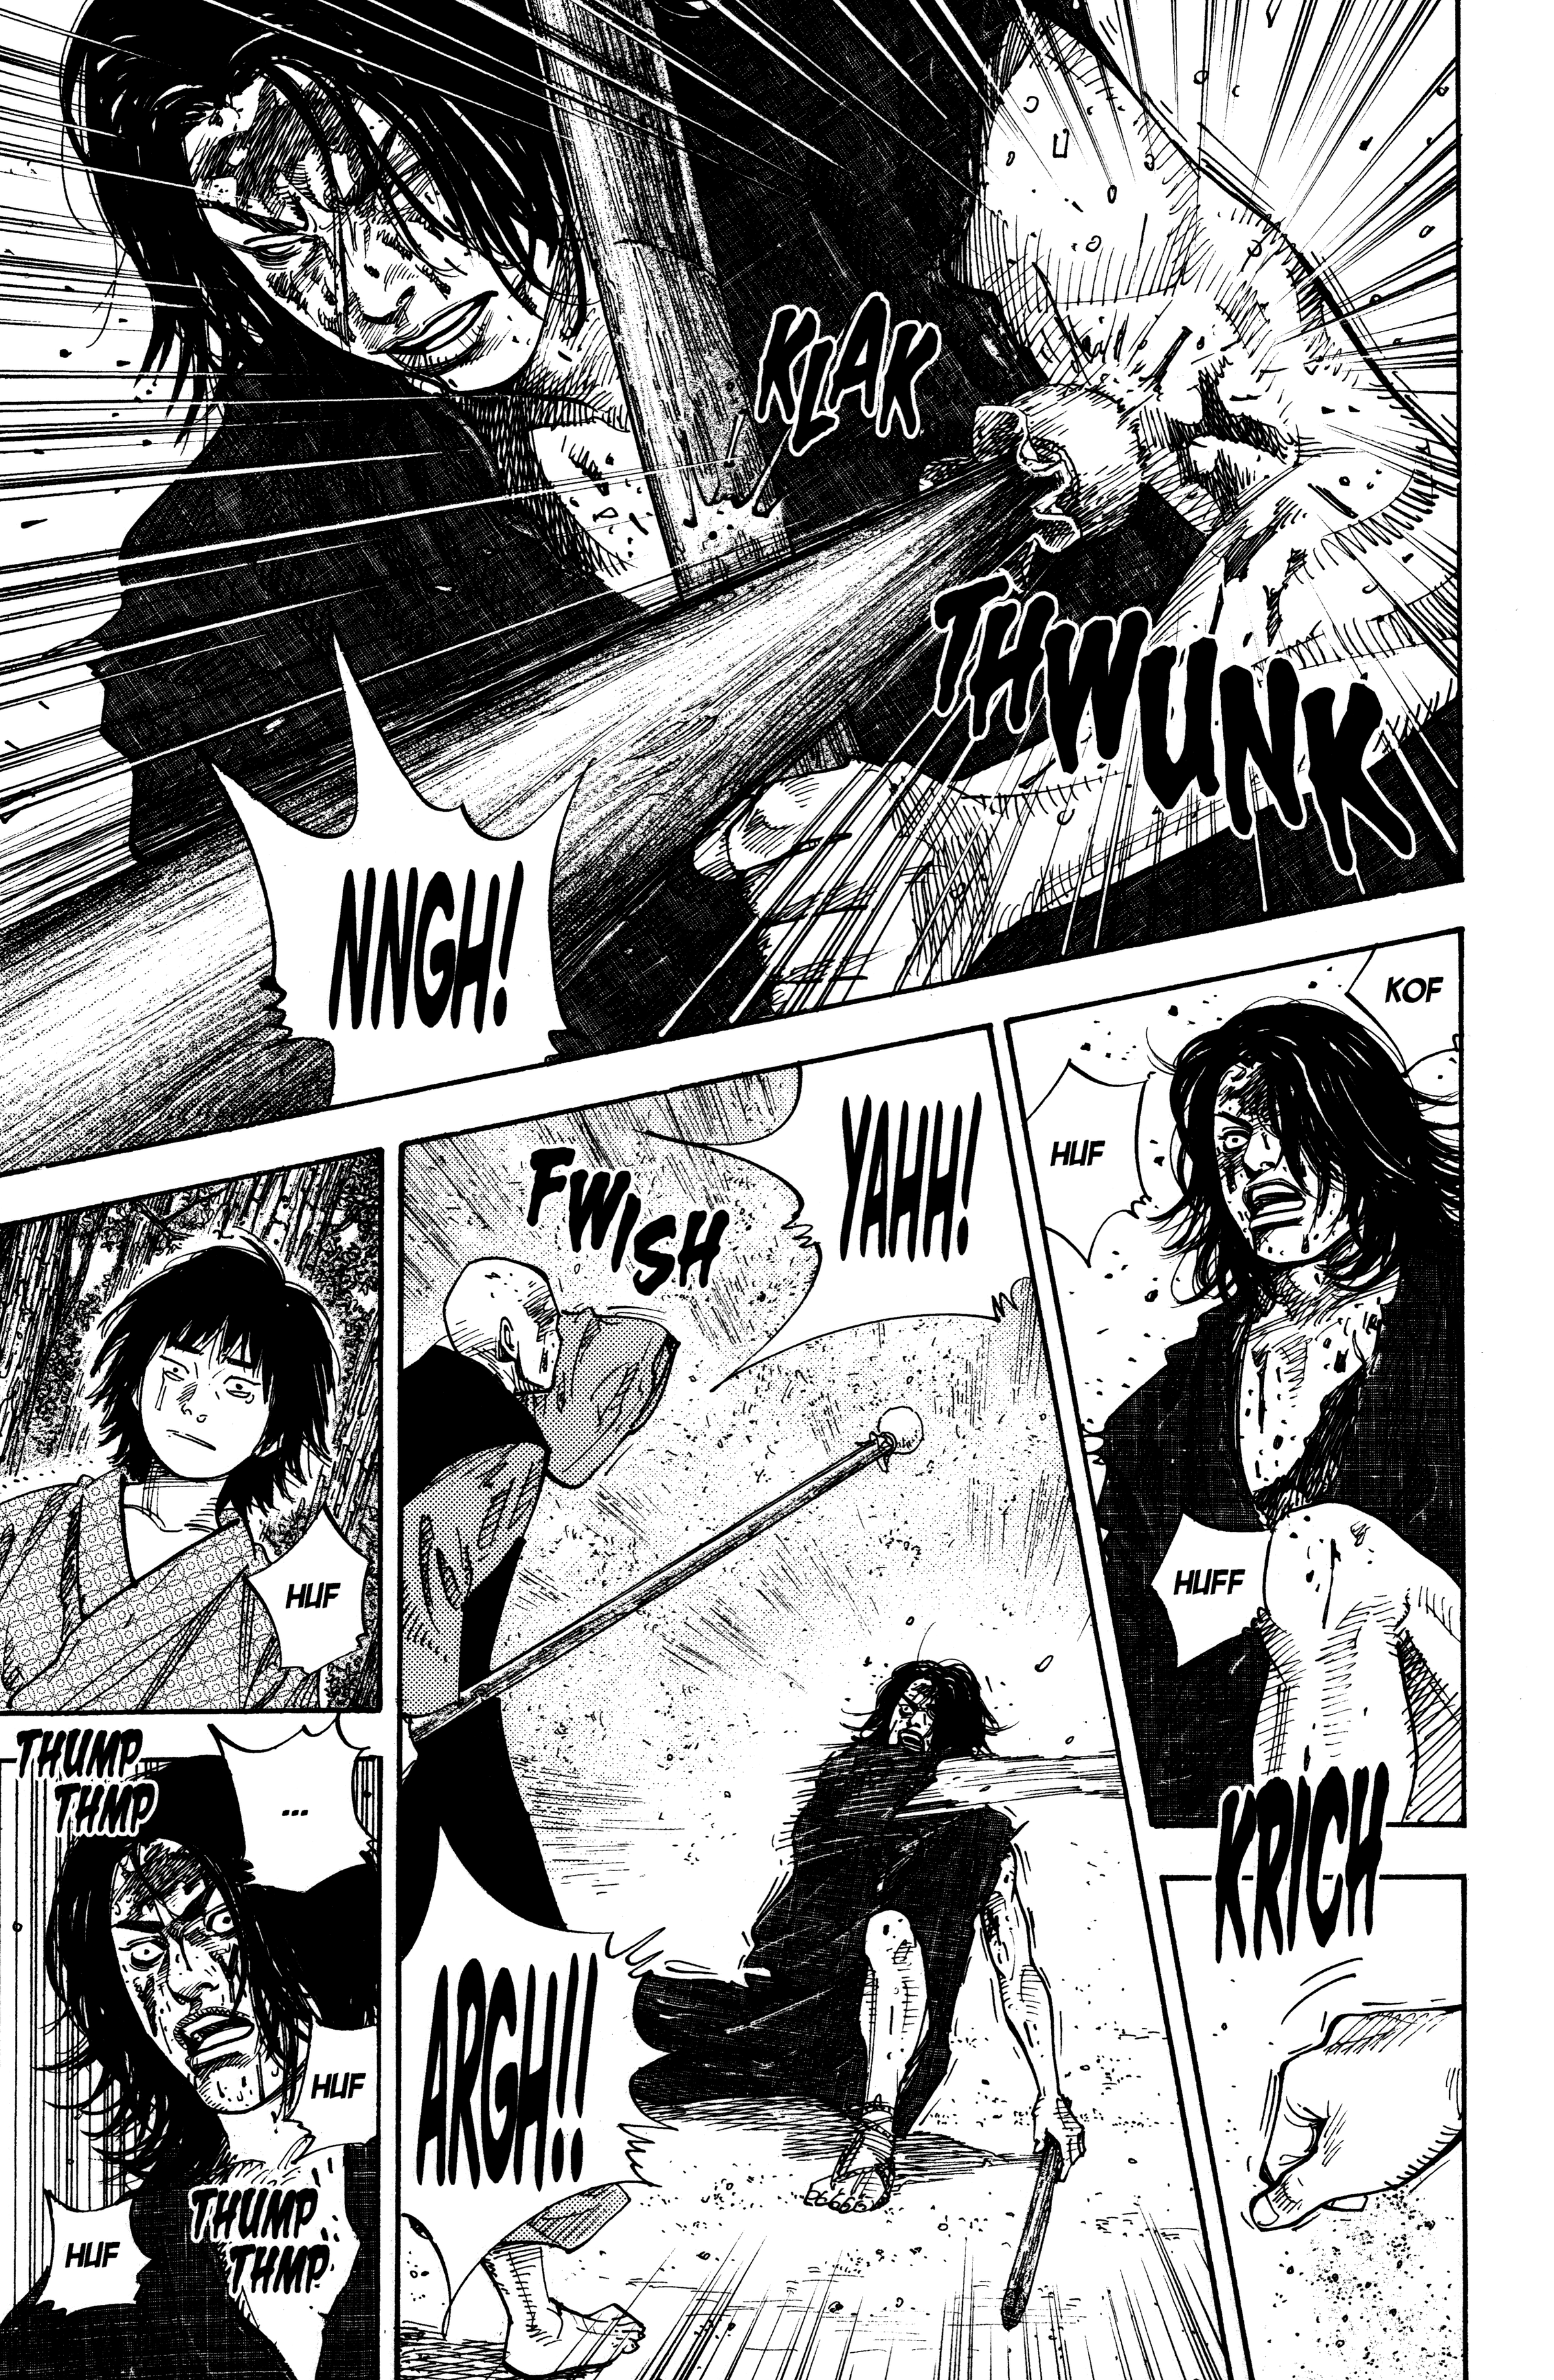 KLAK
THWUNK
NNGH!
KOF
HUF
HUFF
KRICH
YAHH!
FWISH
ARGH!!
HUF
...
THUMP
THMP
HUF
HUF
THUMP
THMP